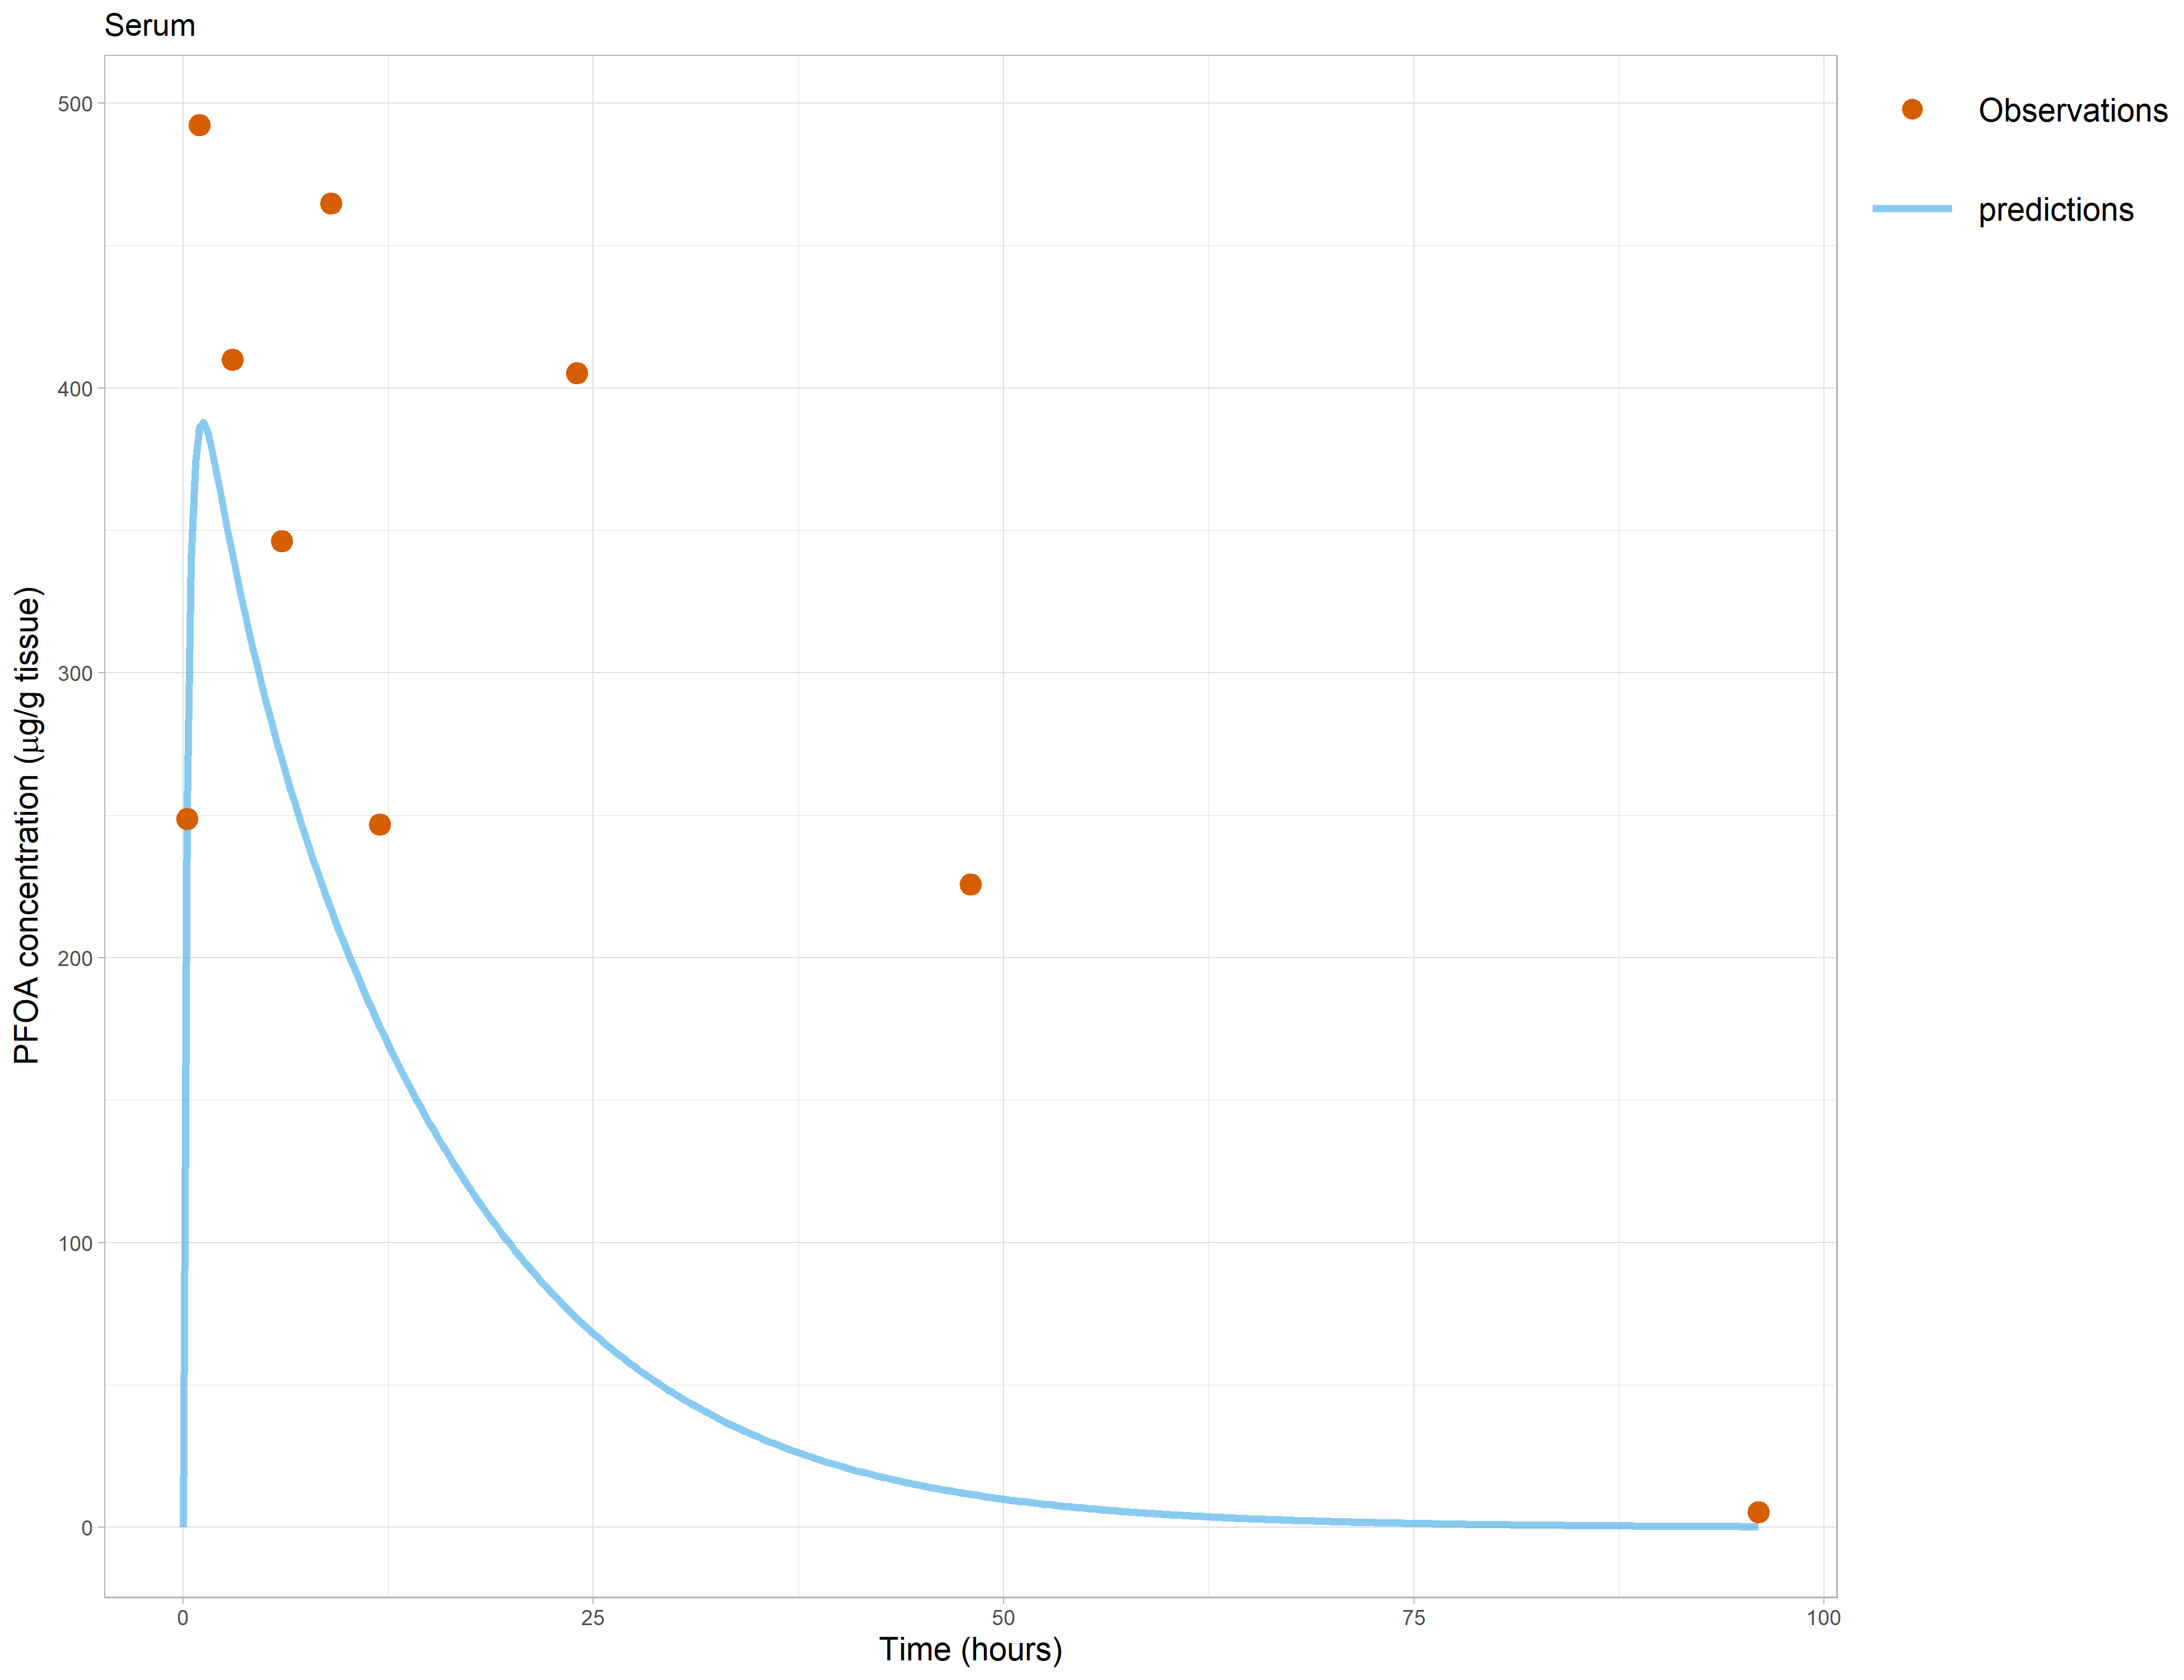 Serum
500
400
300
200
100
0
0 25 50 75 100
Time (hours)
PFOA concentration (μg/g tissue)
Observations
predictions